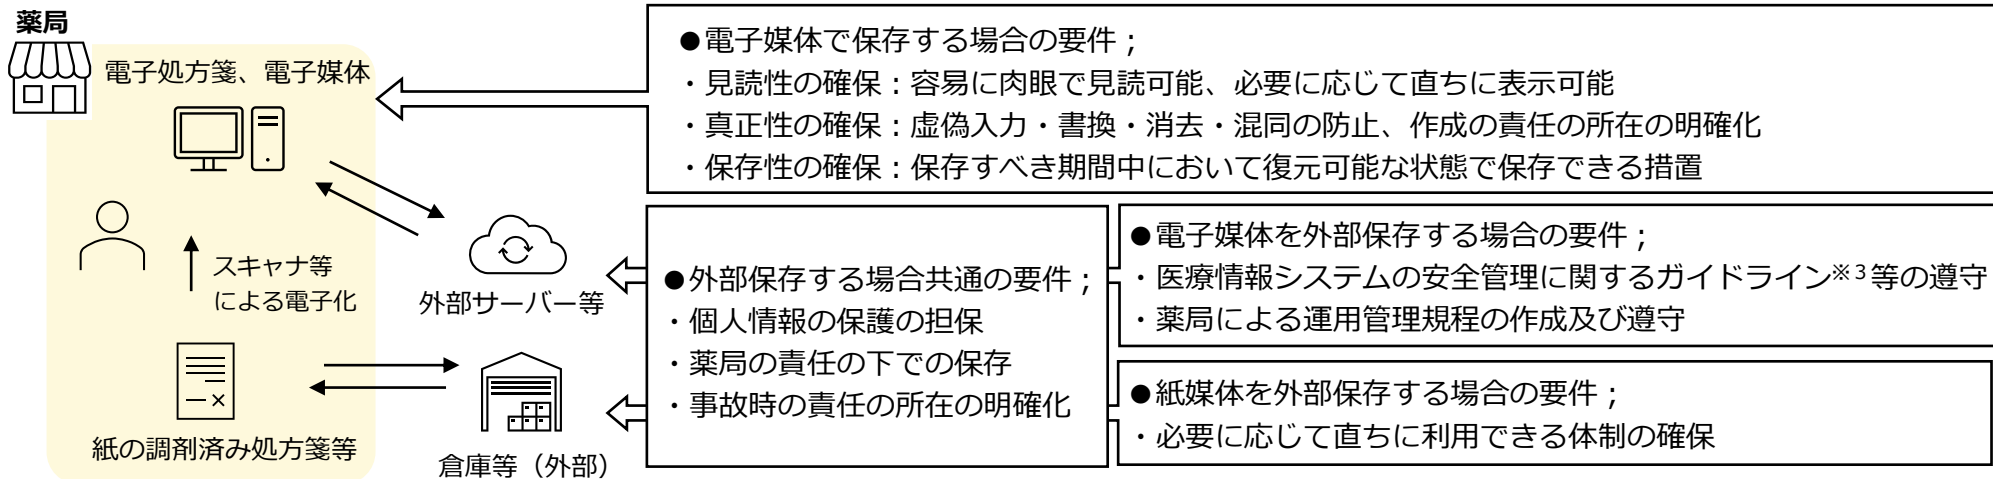 薬局
電子処方箋、電子媒体
スキャナ等
による電子化
紙の調剤済み処方箋等
外部サーバー等
倉庫等（外部）
●電子媒体で保存する場合の要件；
・見読性の確保：容易に肉眼で見読可能、必要に応じて直ちに表示可能
・真正性の確保：虚偽入力・書換・消去・混同の防止、作成の責任の所在の明確化
・保存性の確保：保存すべき期間中において復元可能な状態で保存できる措置
●外部保存する場合共通の要件；
・個人情報の保護の担保
・薬局の責任の下での保存
・事故時の責任の所在の明確化
●電子媒体を外部保存する場合の要件；
・医療情報システムの安全管理に関するガイドライン※３等の遵守
・薬局による運用管理規程の作成及び遵守
●紙媒体を外部保存する場合の要件；
・必要に応じて直ちに利用できる体制の確保